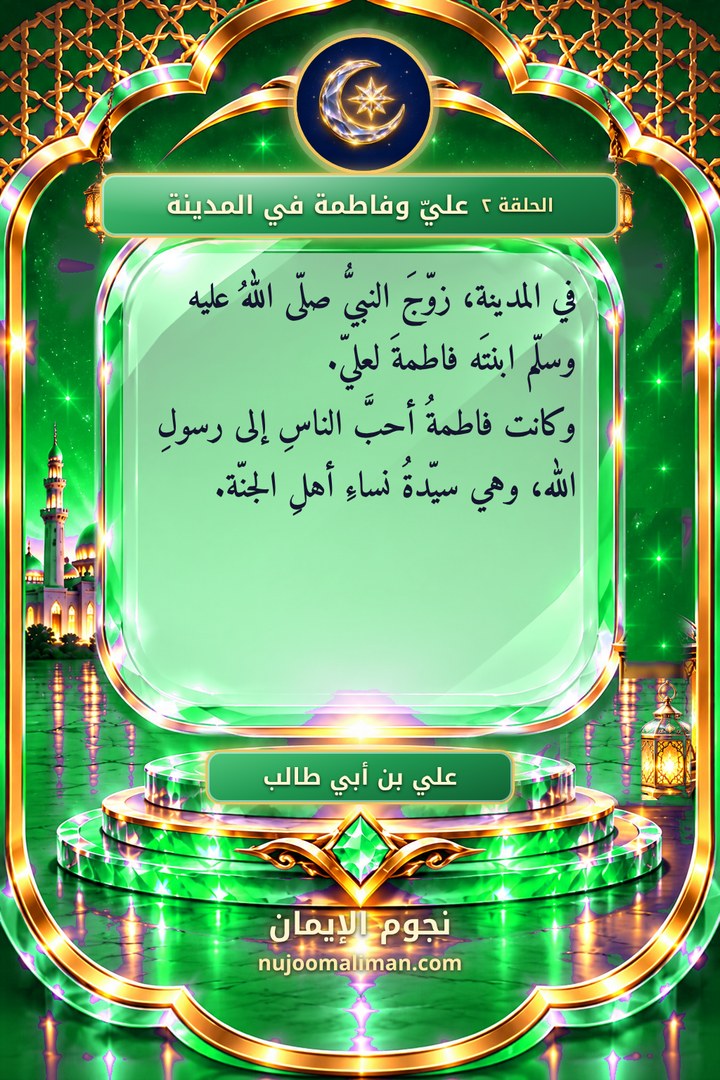 الحلقة ٢ عليّ وفاطمة في المدينة
في المدينة، زوّجَ النبيُّ صلّى اللهُ عليه
وسلّم ابنتَه فاطمةَ لعليّ.
وكانت فاطمةُ أحبَّ الناسِ إلى رسولِ
الله، وهي سيّدةُ نساءِ أهلِ الجنّة.
علي بن أبي طالب
نجوم الإيمان
nujoomaliman.com